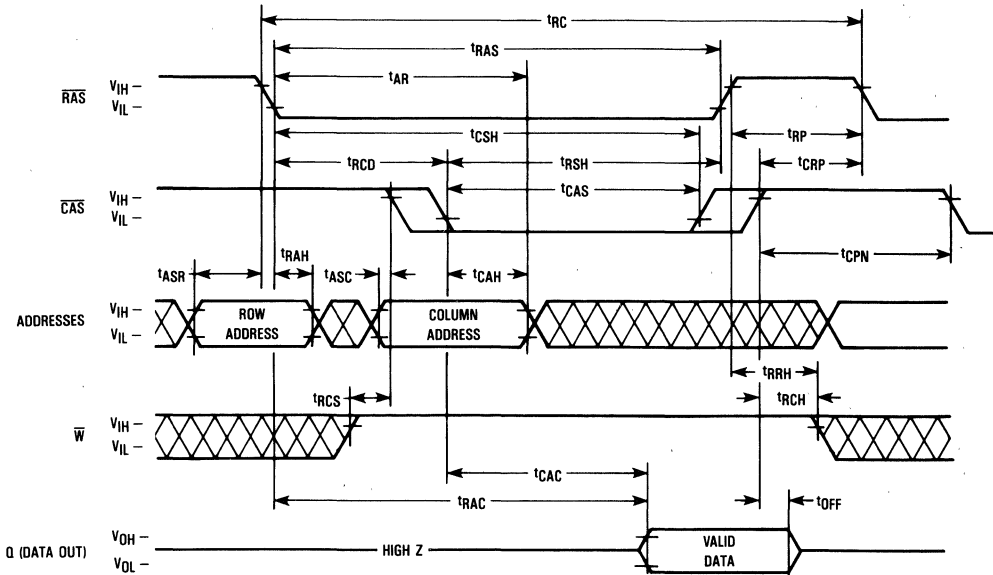 tRC
tRAS
tAR
RAS
VIH –
VIL –
tCSH
tRP
tRCD
tRSH
tCRP
CAS
VIH –
VIL –
tCAS
tRAH
tASR
tASC
tCAH
tCPN
ADDRESSES
VIH –
VIL –
ROW
ADDRESS
COLUMN
ADDRESS
tRRH
tRCS
tRCH
W
VIH –
VIL –
tCAC
tRAC
tOFF
Q (DATA OUT)
VOH –
VOL –
HIGH Z
VALID
DATA